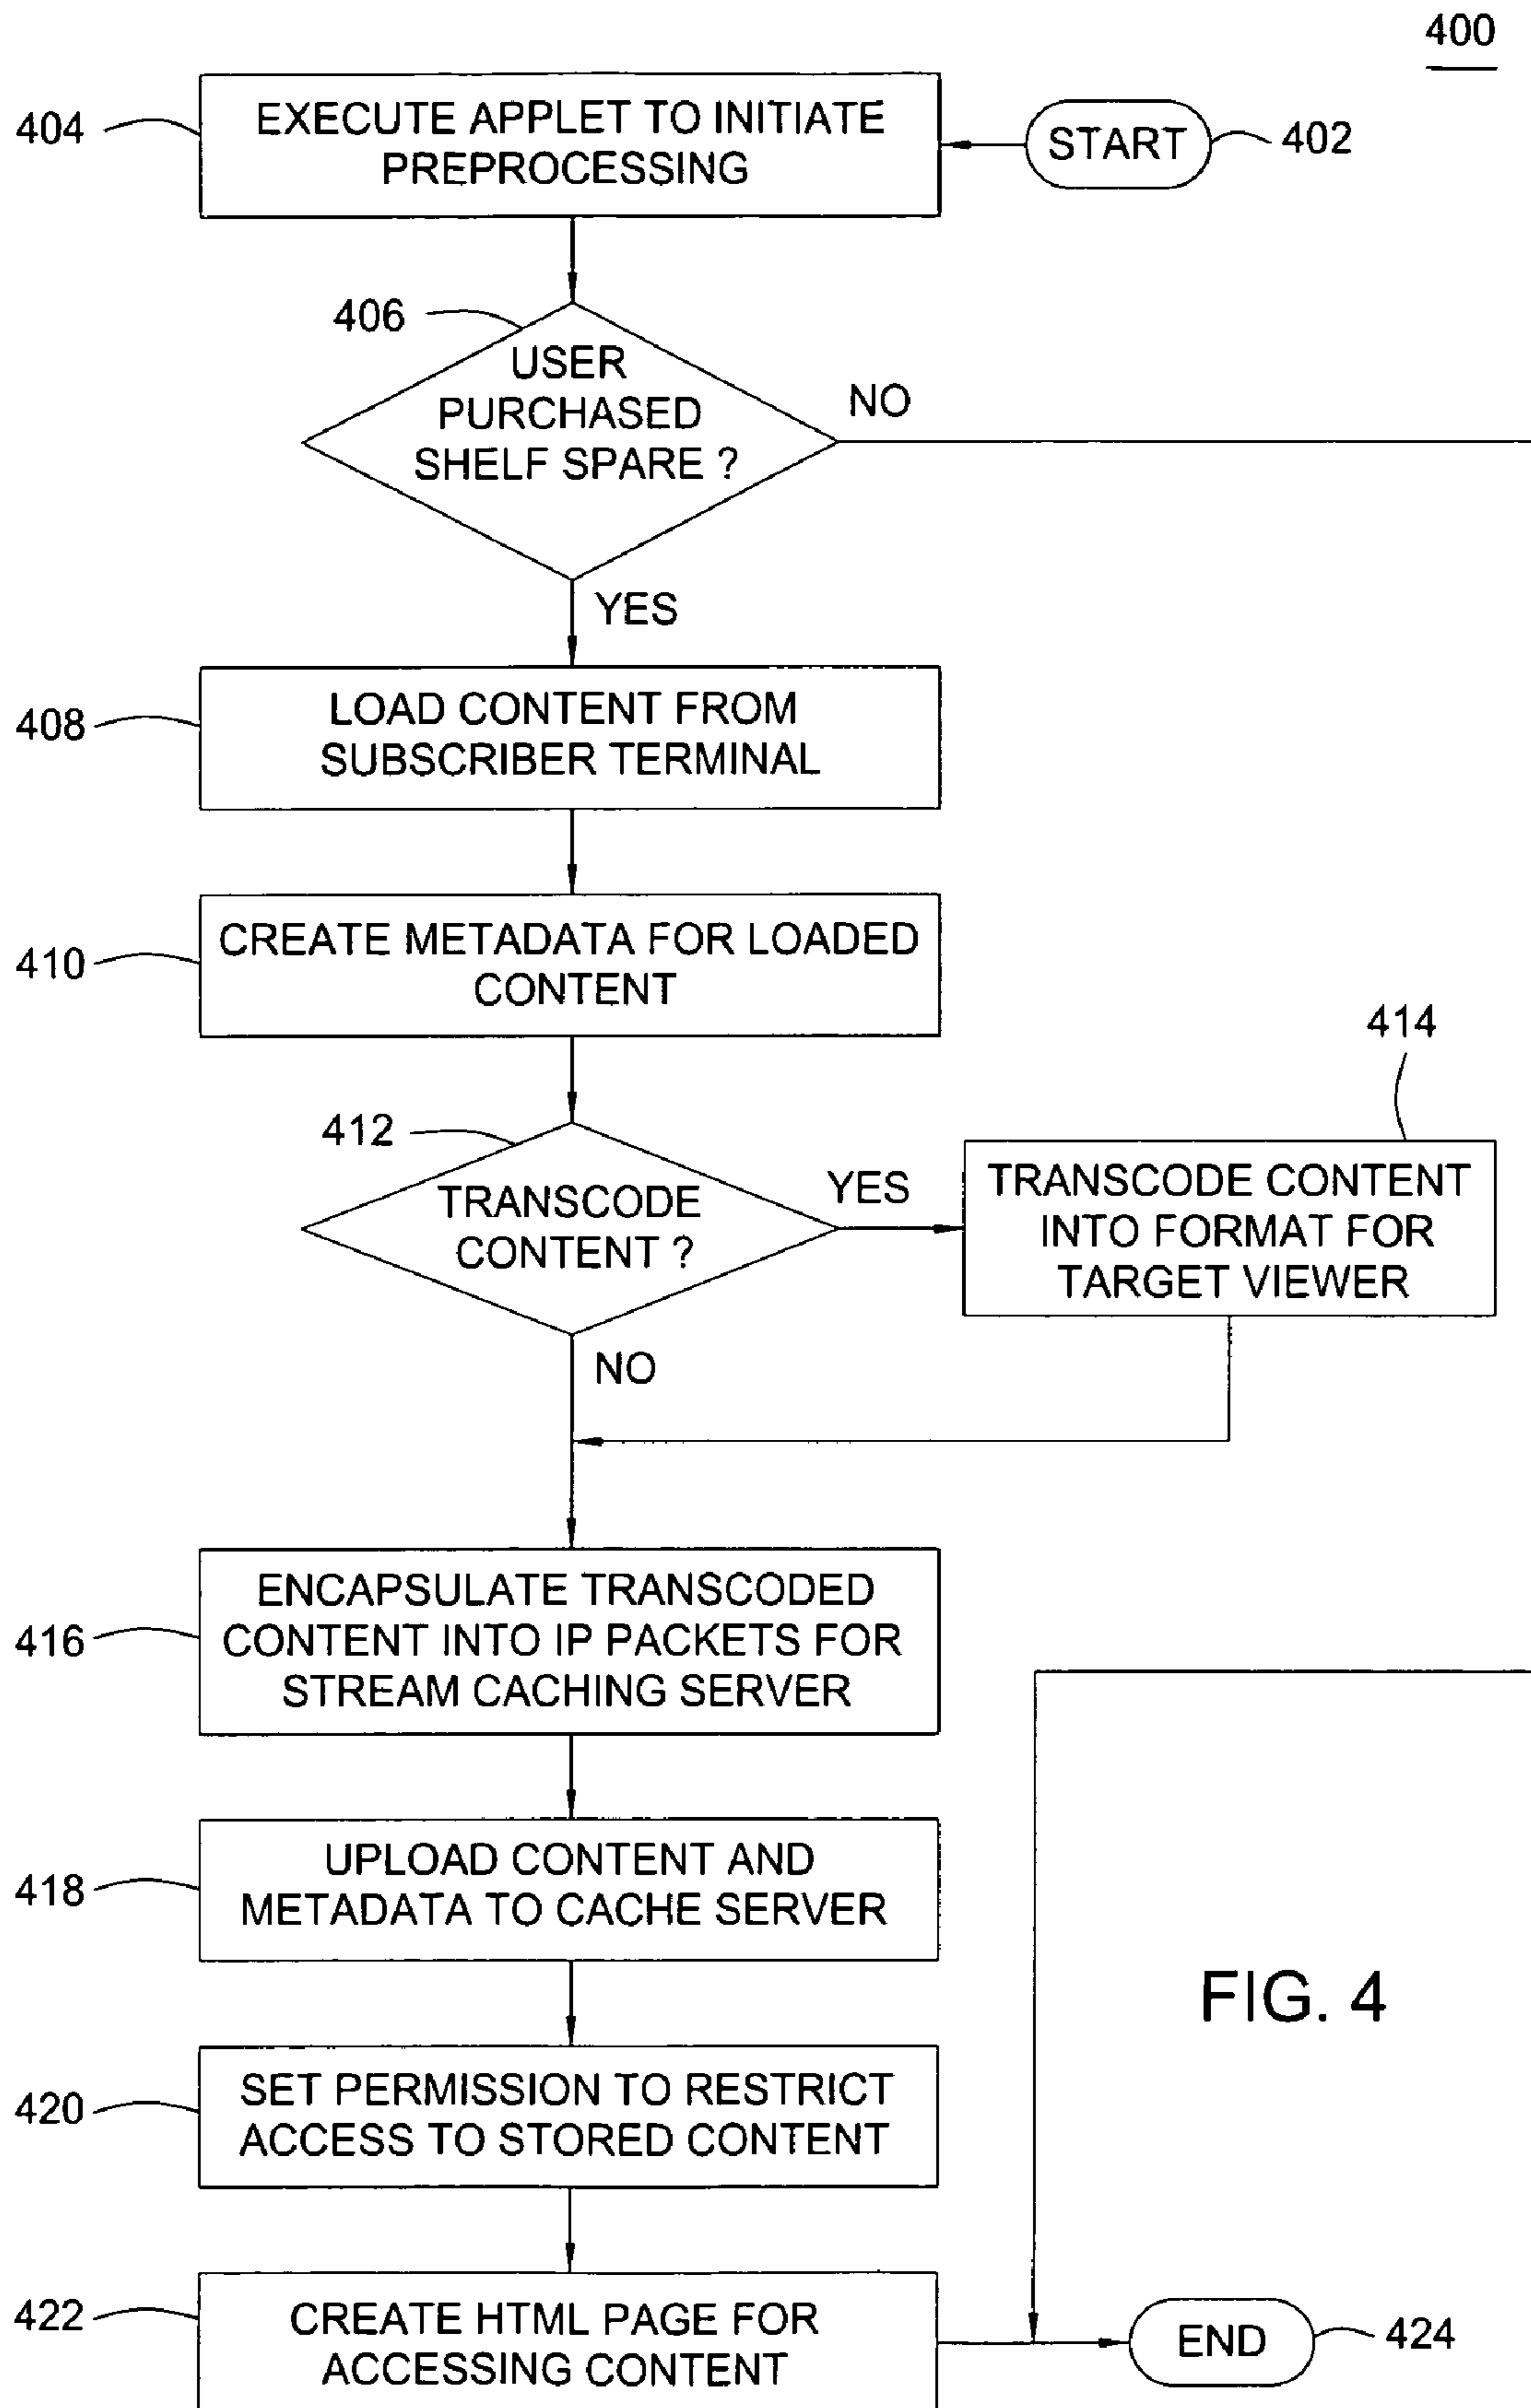 400
404
EXECUTE APPLET TO INITIATE
PREPROCESSING
START
402
406
USER
PURCHASED
SHELF SPARE ?
NO
YES
408
LOAD CONTENT FROM
SUBSCRIBER TERMINAL
410
CREATE METADATA FOR LOADED
CONTENT
412
TRANSCODE
CONTENT ?
YES
414
TRANSCODE CONTENT
INTO FORMAT FOR
TARGET VIEWER
NO
416
ENCAPSULATE TRANSCODED
CONTENT INTO IP PACKETS FOR
STREAM CACHING SERVER
418
UPLOAD CONTENT AND
METADATA TO CACHE SERVER
FIG. 4
420
SET PERMISSION TO RESTRICT
ACCESS TO STORED CONTENT
422
CREATE HTML PAGE FOR
ACCESSING CONTENT
END
424